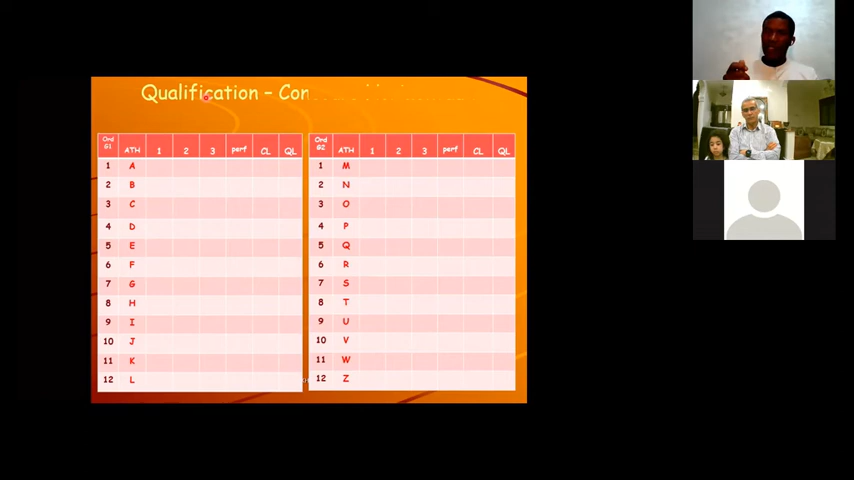 Qualification - Con
Ord G1 ATH 1 2 3 perf CL QL
1 A
2 B
3 C
4 D
5 E
6 F
7 G
8 H
9 I
10 J
11 K
12 L
Ord G2 ATH 1 2 3 perf CL QL
1 M
2 N
3 O
4 P
5 Q
6 R
7 S
8 T
9 U
10 V
11 W
12 Z